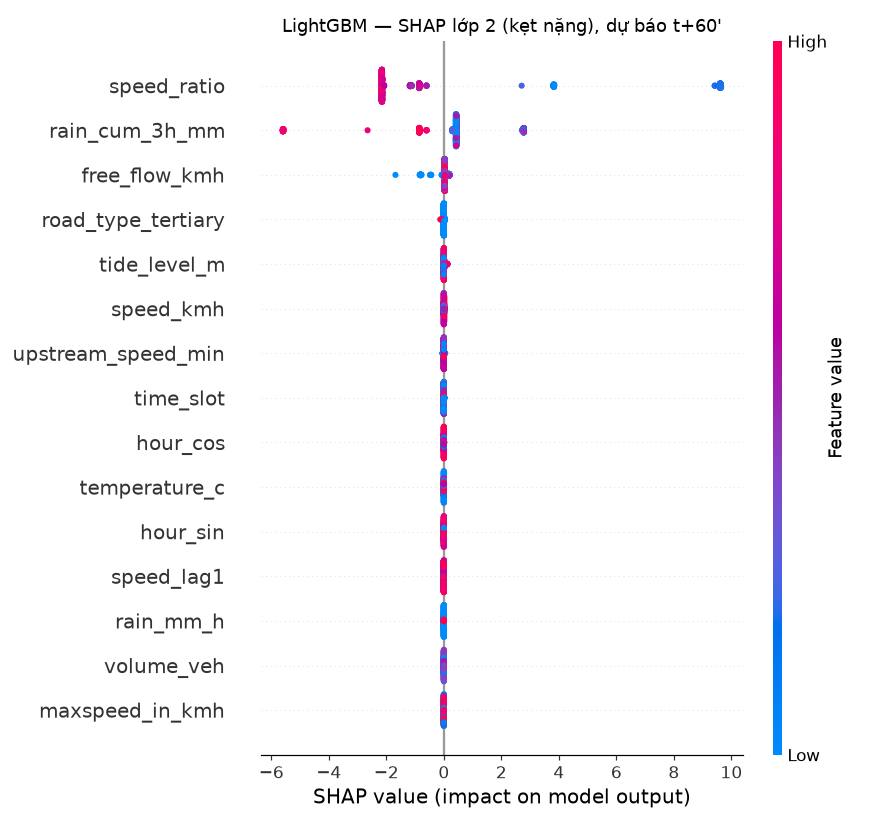 LightGBM — SHAP lớp 2 (kẹt nặng), dự báo t+60'
High
speed_ratio
rain_cum_3h_mm
free_flow_kmh
road_type_tertiary
tide_level_m
speed_kmh
upstream_speed_min
time_slot
hour_cos
temperature_c
hour_sin
speed_lag1
rain_mm_h
volume_veh
maxspeed_in_kmh
Feature value
Low
−6 −4 −2 0 2 4 6 8 10
SHAP value (impact on model output)